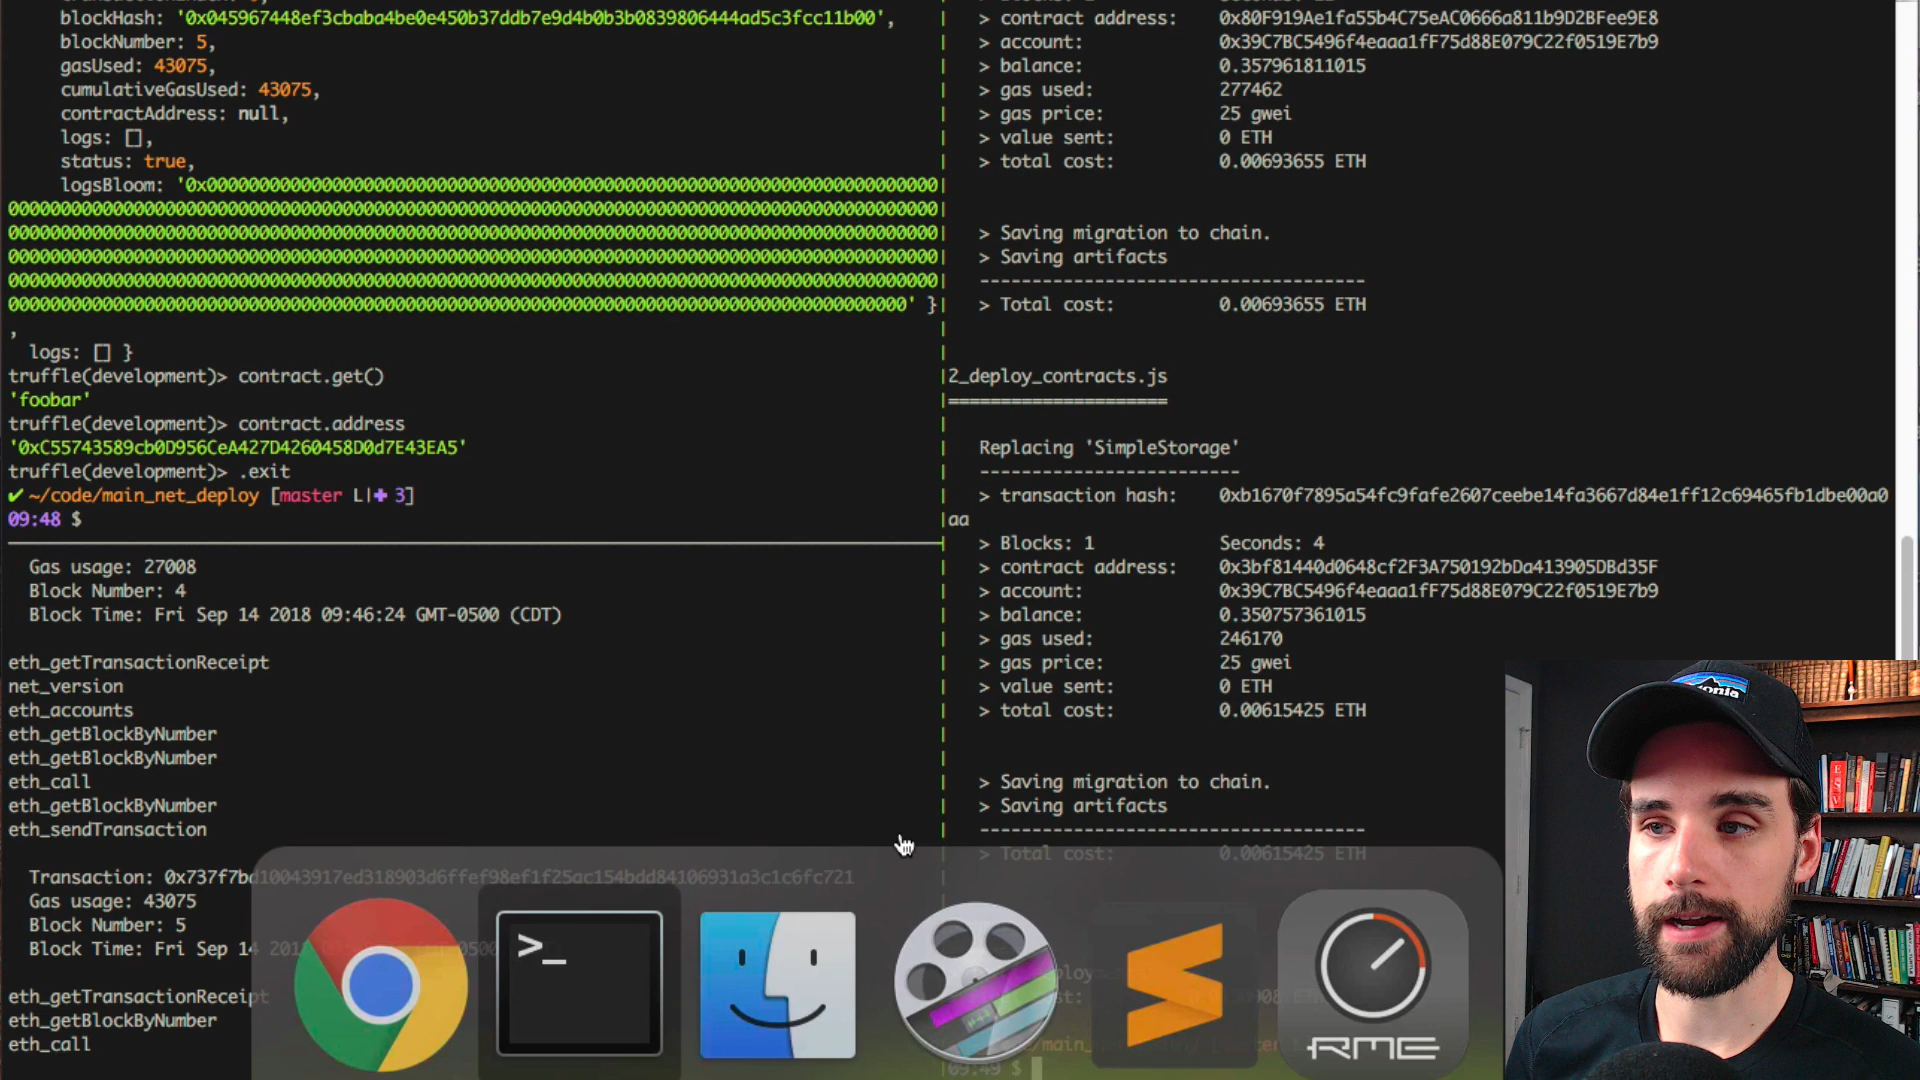 blockHash: '0x045967448ef3cbaba4be0e450b37ddb7e9d4b0b3b0839806444ad5c3fcc11b00',
blockNumber: 5,
gasUsed: 43075,
cumulativeGasUsed: 43075,
contractAddress: null,
logs: [],
status: true,
logsBloom:
logs: [] }
truffle(development)> contract.get()
'foobar'
truffle(development)> contract.address
'0xC55743589cb0D956CeA427D4260458D0d7E43EA5'
truffle(development)> .exit
✔ ~/code/main_net_deploy [master L|✚ 3]
09:48 $
Gas usage: 27008
Block Number: 4
Block Time: Fri Sep 14 2018 09:46:24 GMT-0500 (CDT)
eth_getTransactionReceipt
net_version
eth_accounts
eth_getBlockByNumber
eth_getBlockByNumber
eth_call
eth_getBlockByNumber
eth_sendTransaction
Transaction: 0x737f7bd10043917ed318903d6ffef98ef1f25ac154bdd84106931a3c1c6fc721
Gas usage: 43075
Block Number: 5
Block Time: Fri Sep 14
eth_getTransactionReceipt
eth_getBlockByNumber
eth_call
> contract address: 0x80F919Ae1fa55b4C75eAC0666a811b9D2BFee9E8
> account: 0x39C7BC5496f4eaaa1fF75d88E079C22f0519E7b9
> balance: 0.357961811015
> gas used: 277462
> gas price: 25 gwei
> value sent: 0 ETH
> total cost: 0.00693655 ETH
> Saving migration to chain.
> Saving artifacts
-------------------------------------
> Total cost: 0.00693655 ETH
2_deploy_contracts.js
=====================
Replacing 'SimpleStorage'
-------------------------
> transaction hash: 0xb1670f7895a54fc9fafe2607ceebe14fa3667d84e1ff12c69465fb1dbe00a0
aa
> Blocks: 1 Seconds: 4
> contract address: 0x3bf81440d0648cf2F3A750192bDa413905DBd35F
> account: 0x39C7BC5496f4eaaa1fF75d88E079C22f0519E7b9
> balance: 0.350757361015
> gas used: 246170
> gas price: 25 gwei
> value sent: 0 ETH
> total cost: 0.00615425 ETH
> Saving migration to chain.
> Saving artifacts
-------------------------------------
> Total cost: 0.00615425 ETH
09:49 $
>_
RME